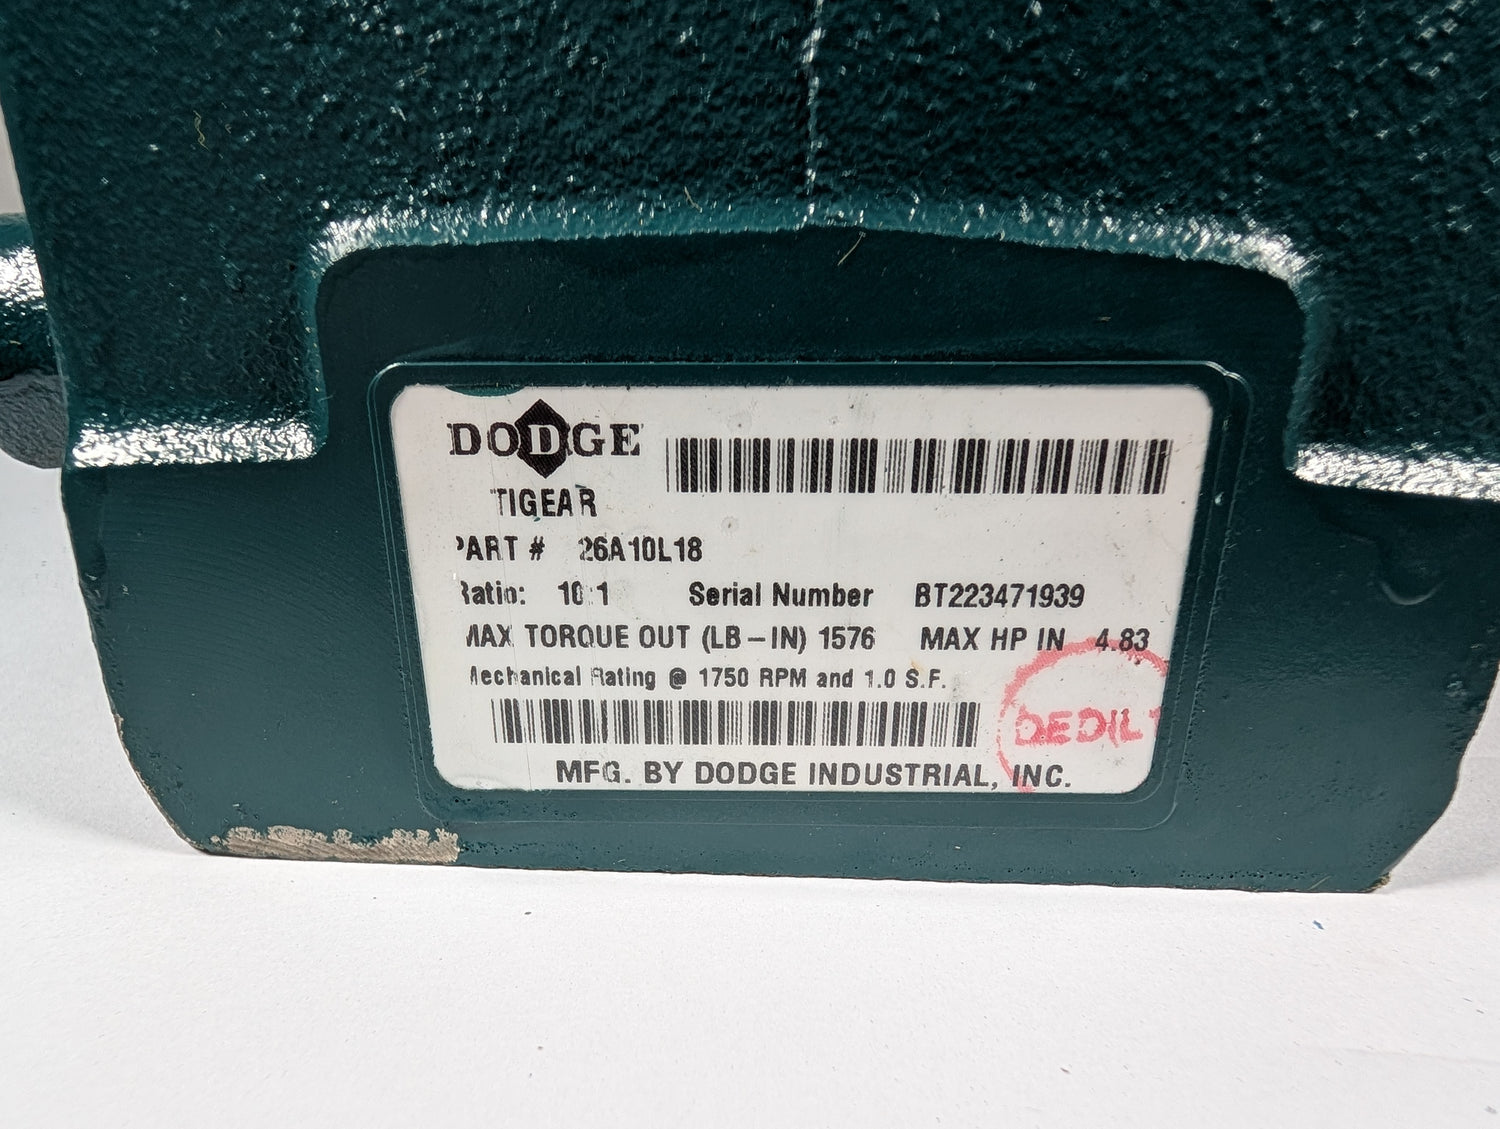 DODGE
TIGEAR
PART # 26A10L18
Ratio: 10:1 Serial Number BT223471939
MAX TORQUE OUT (LB-IN) 1576 MAX HP IN 4.83
Mechanical Rating @ 1750 RPM and 1.0 S.F.
MFG. BY DODGE INDUSTRIAL, INC.